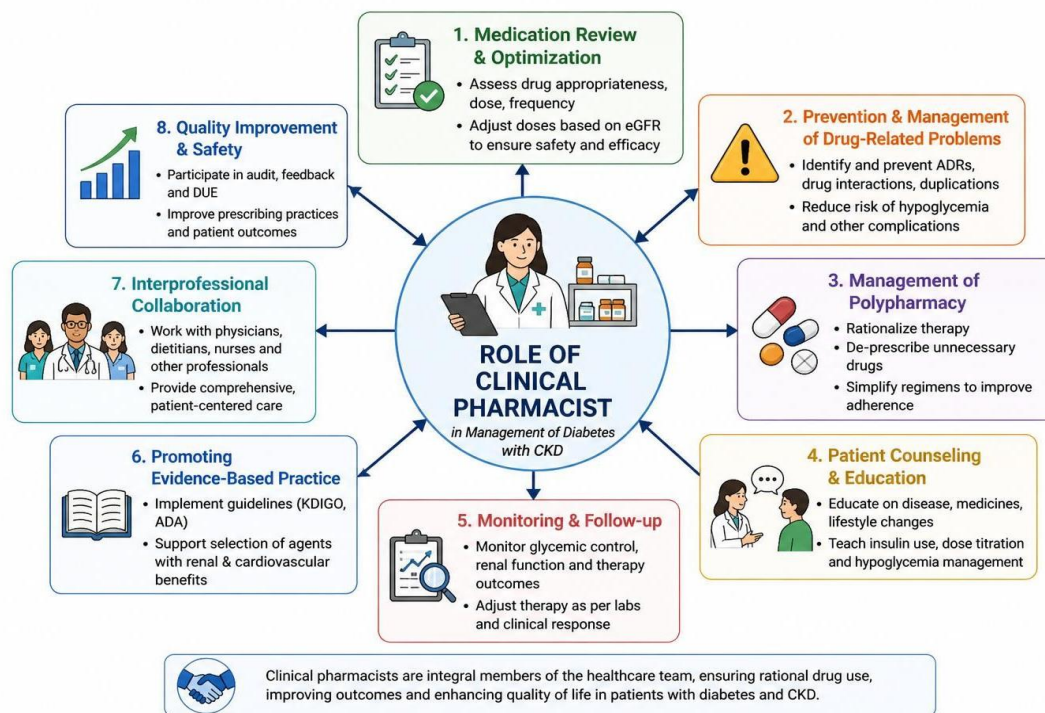 1. Medication Review
& Optimization
• Assess drug appropriateness,
dose, frequency
• Adjust doses based on eGFR
to ensure safety and efficacy
2. Prevention & Management
of Drug-Related Problems
• Identify and prevent ADRs,
drug interactions, duplications
• Reduce risk of hypoglycemia
and other complications
3. Management of
Polypharmacy
• Rationalize therapy
• De-prescribe unnecessary
drugs
• Simplify regimens to improve
adherence
4. Patient Counseling
& Education
• Educate on disease, medicines,
lifestyle changes
• Teach insulin use, dose titration
and hypoglycemia management
5. Monitoring & Follow-up
• Monitor glycemic control,
renal function and therapy
outcomes
• Adjust therapy as per labs
and clinical response
6. Promoting
Evidence-Based Practice
• Implement guidelines (KDIGO,
ADA)
• Support selection of agents
with renal & cardiovascular
benefits
7. Interprofessional
Collaboration
• Work with physicians,
dietitians, nurses and
other professionals
• Provide comprehensive,
patient-centered care
8. Quality Improvement
& Safety
• Participate in audit, feedback
and DUE
• Improve prescribing practices
and patient outcomes
ROLE OF
CLINICAL
PHARMACIST
in Management of Diabetes
with CKD
Clinical pharmacists are integral members of the healthcare team, ensuring rational drug use,
improving outcomes and enhancing quality of life in patients with diabetes and CKD.